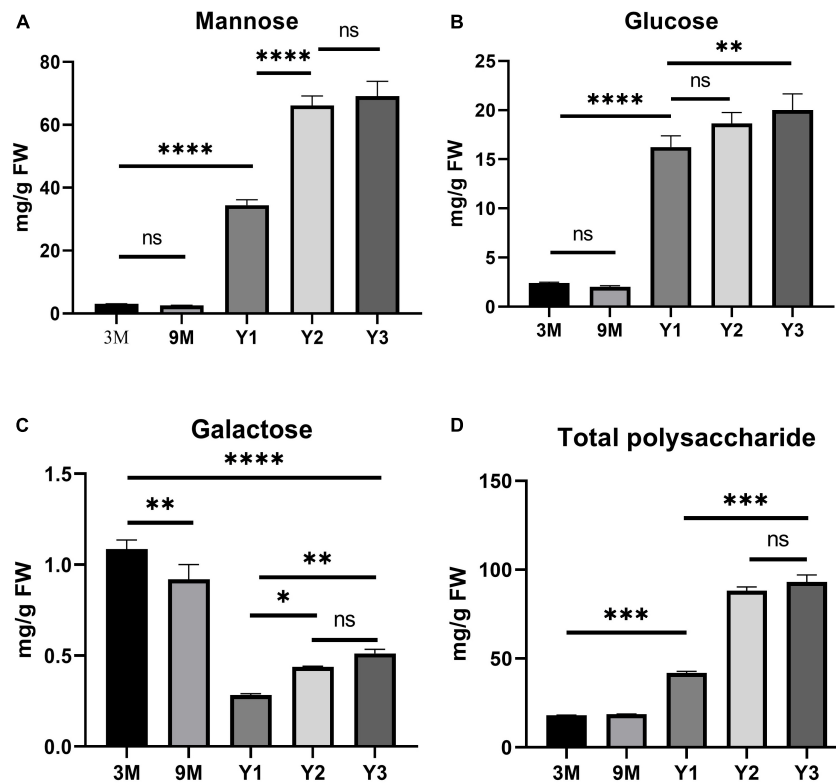 A
Mannose
ns
****
****
ns
mg/g FW
80
60
40
20
0
3M 9M Y1 Y2 Y3
B
Glucose
**
ns
****
ns
mg/g FW
25
20
15
10
5
0
3M 9M Y1 Y2 Y3
C
Galactose
****
**
**
*
ns
mg/g FW
1.5
1.0
0.5
0.0
3M 9M Y1 Y2 Y3
D
Total polysaccharide
***
ns
***
mg/g FW
150
100
50
0
3M 9M Y1 Y2 Y3